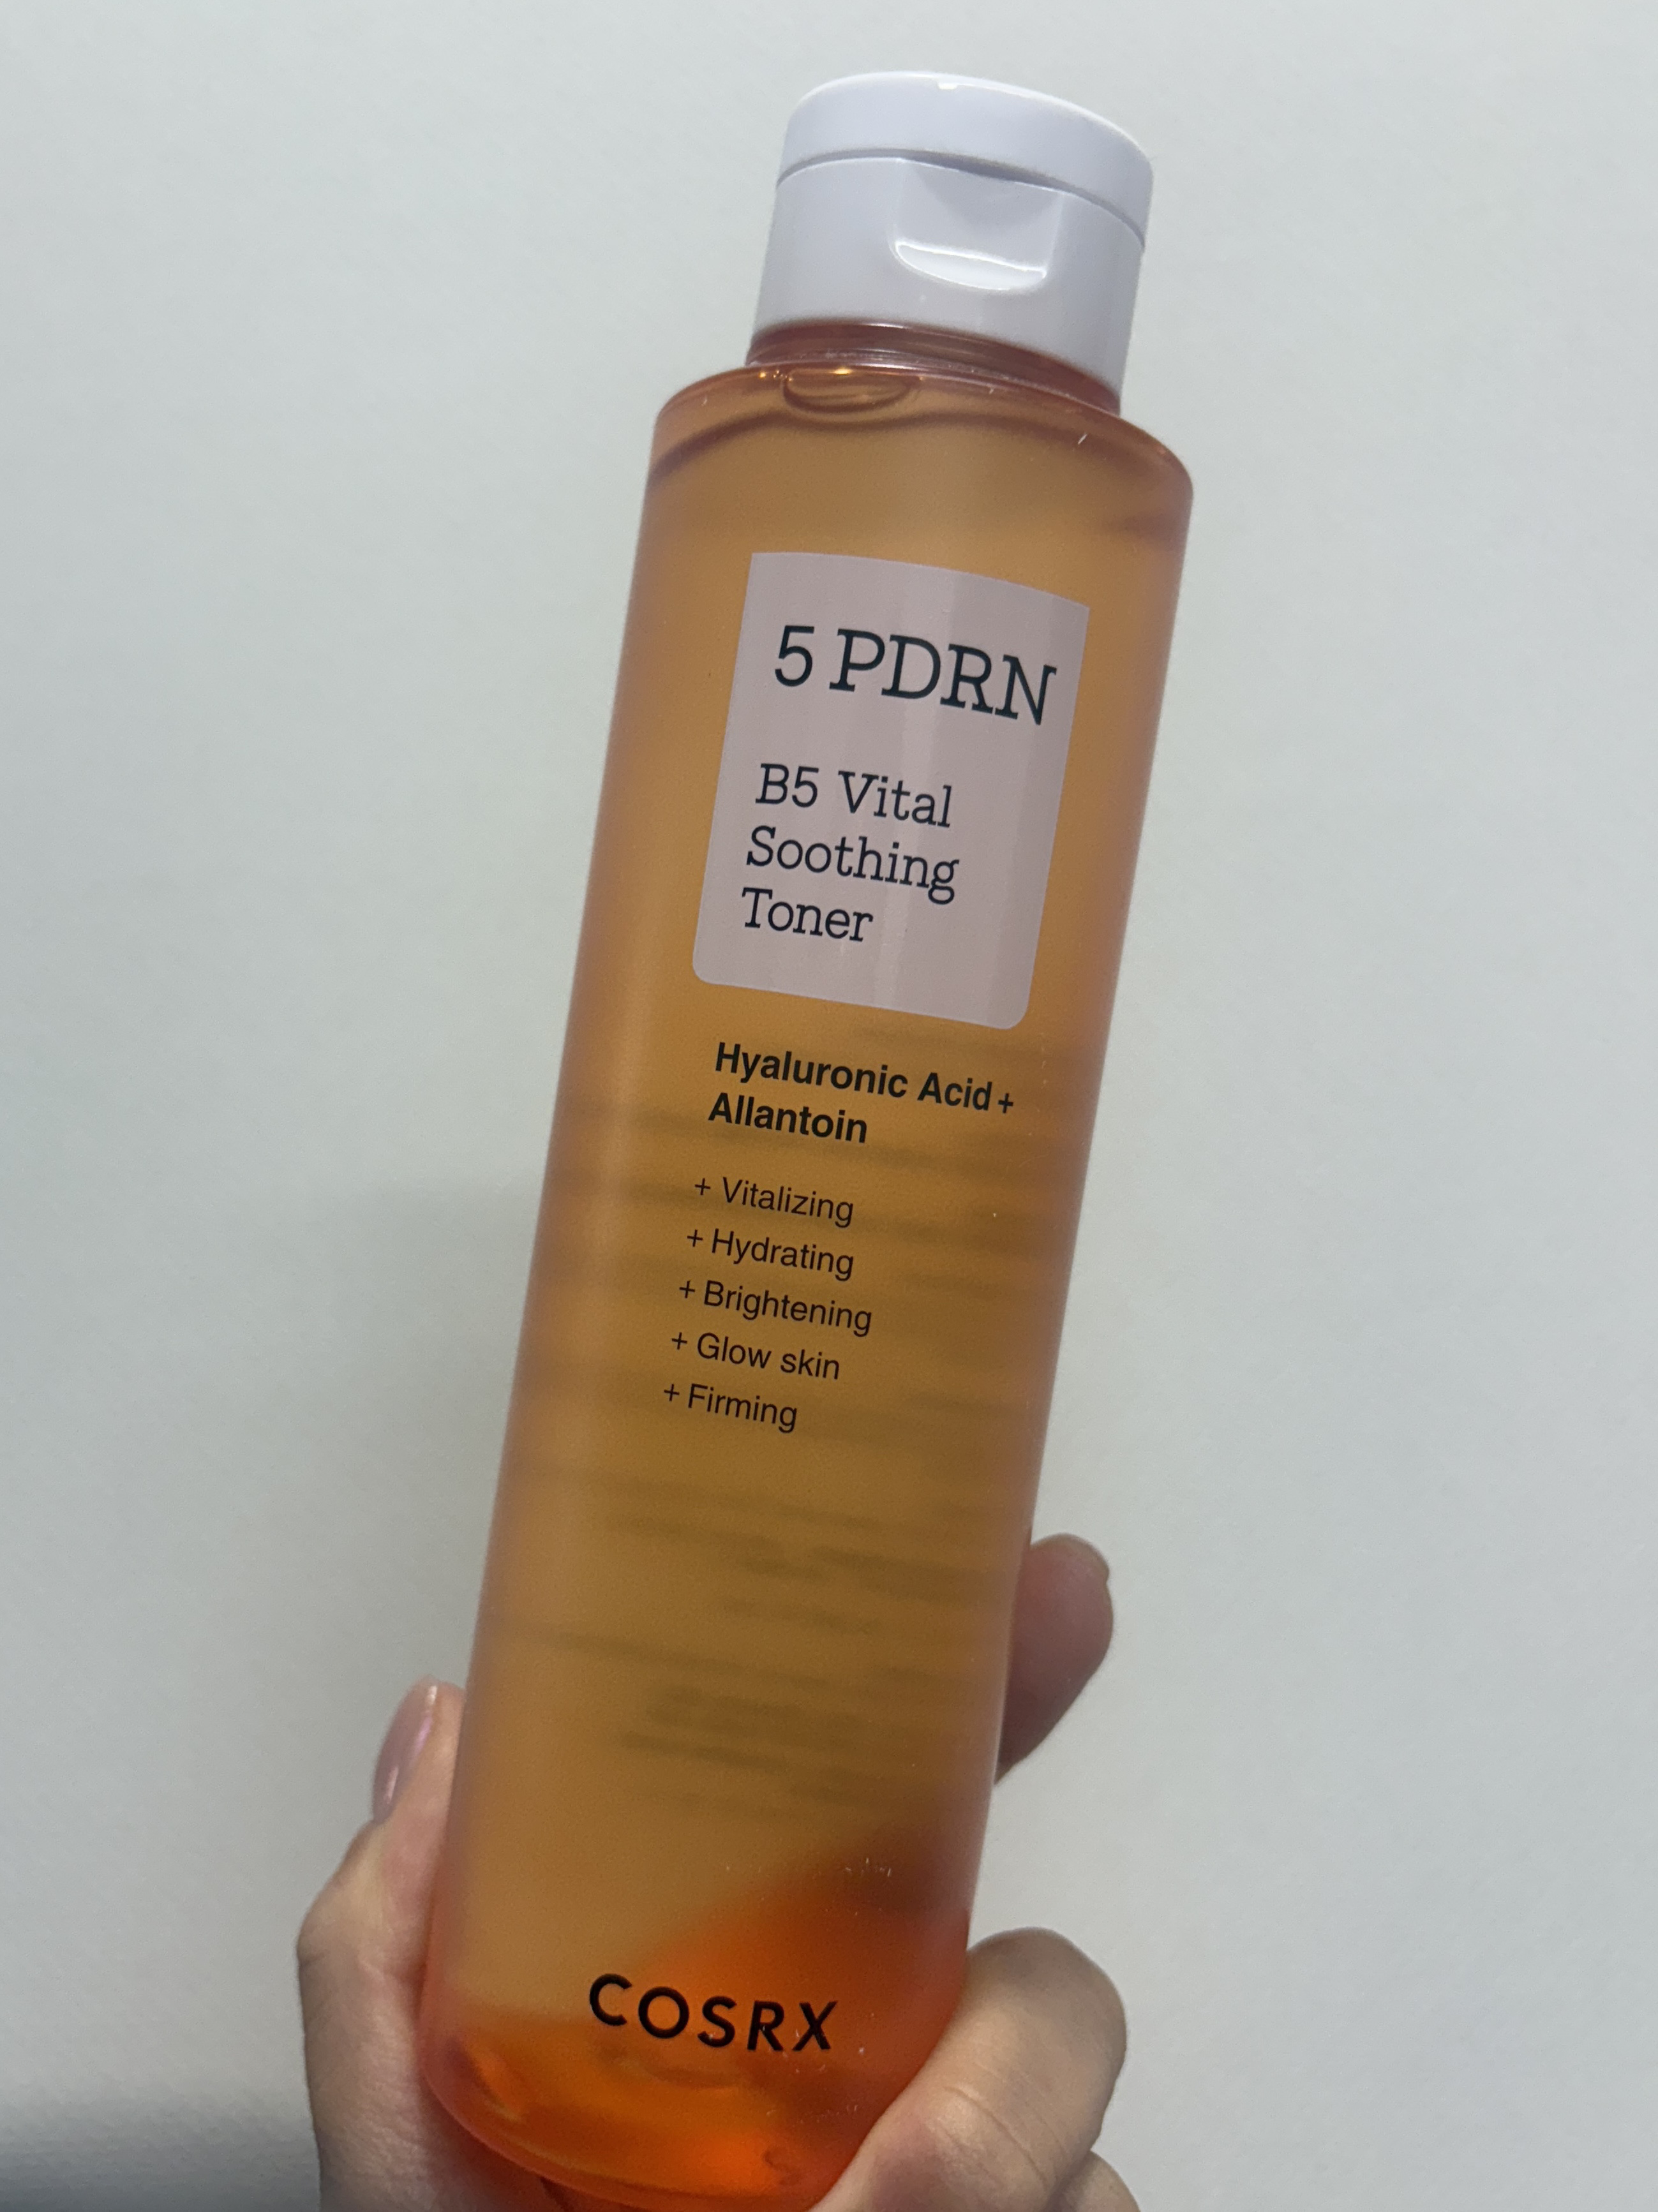 5 PDRN
B5 Vital
Soothing
Toner
Hyaluronic Acid+
Allantoin
+ Vitalizing
+ Hydrating
+ Brightening
+ Glow skin
+ Firming
COSRX